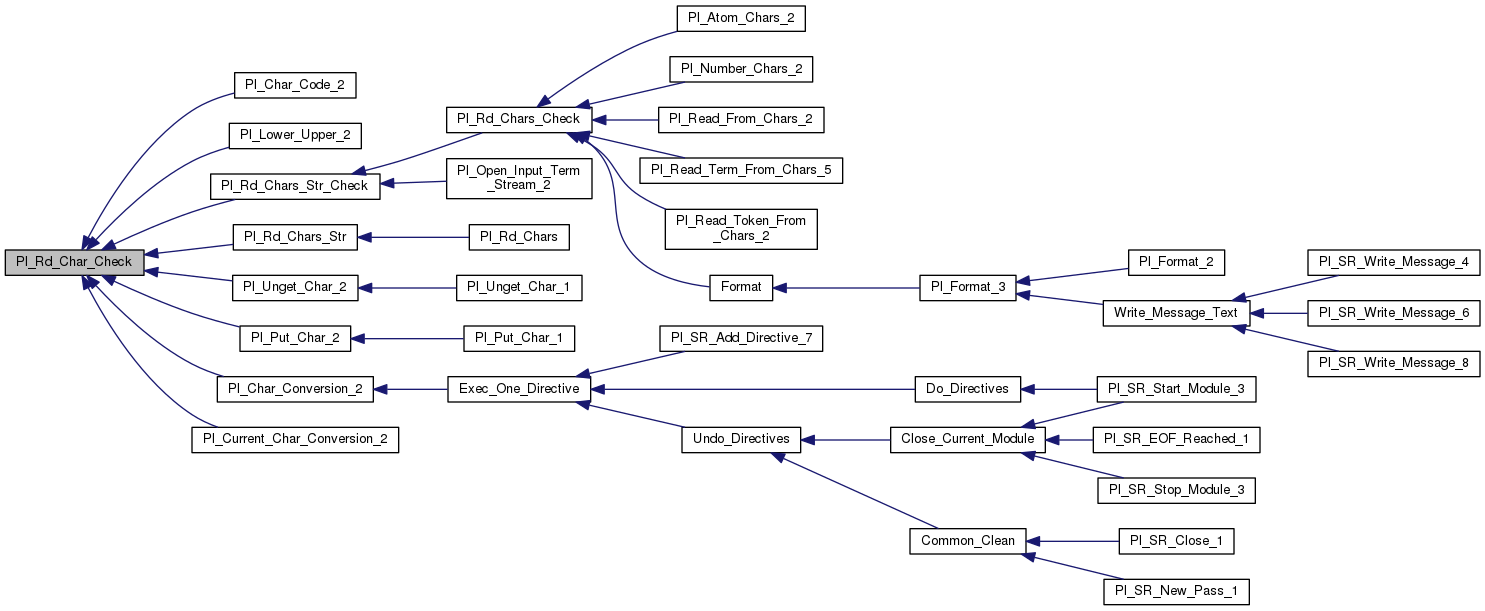 Pl_Atom_Chars_2
Pl_Number_Chars_2
Pl_Char_Code_2
Pl_Rd_Chars_Check
Pl_Read_From_Chars_2
Pl_Lower_Upper_2
Pl_Read_Term_From_Chars_5
Pl_Open_Input_Term
_Stream_2
Pl_Rd_Chars_Str_Check
Pl_Read_Token_From
_Chars_2
Pl_Rd_Chars_Str
Pl_Rd_Chars
Pl_Rd_Char_Check
Pl_Format_2
Pl_SR_Write_Message_4
Pl_Unget_Char_2
Pl_Unget_Char_1
Format
Pl_Format_3
Write_Message_Text
Pl_SR_Write_Message_6
Pl_Put_Char_2
Pl_Put_Char_1
Pl_SR_Add_Directive_7
Pl_SR_Write_Message_8
Pl_Char_Conversion_2
Exec_One_Directive
Do_Directives
Pl_SR_Start_Module_3
Pl_Current_Char_Conversion_2
Undo_Directives
Close_Current_Module
Pl_SR_EOF_Reached_1
Pl_SR_Stop_Module_3
Common_Clean
Pl_SR_Close_1
Pl_SR_New_Pass_1